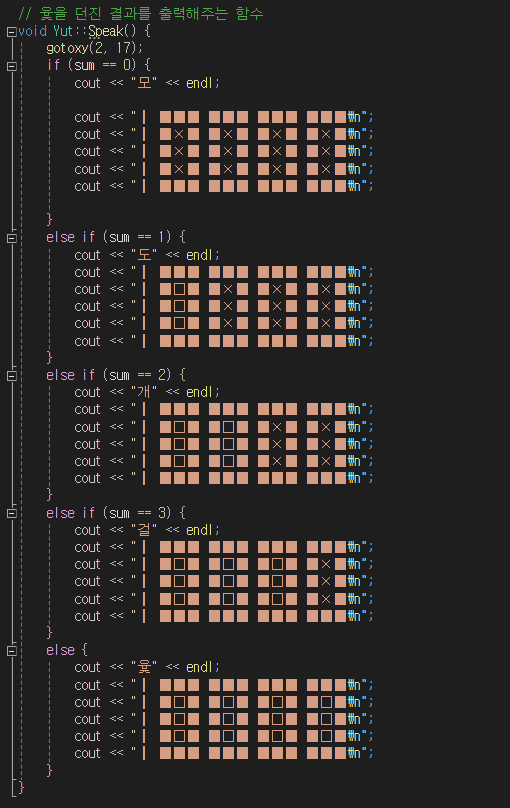 // 윷을 던진 결과를 출력해주는 함수
void Yut::Speak() {
gotoxy(2, 17);
if (sum == 0) {
cout << "모" << endl;
cout << "┃ ■■■ ■■■ ■■■ ■■■₩n";
cout << "┃ ■×■ ■×■ ■×■ ■×■₩n";
cout << "┃ ■×■ ■×■ ■×■ ■×■₩n";
cout << "┃ ■×■ ■×■ ■×■ ■×■₩n";
cout << "┃ ■■■ ■■■ ■■■ ■■■₩n";
}
else if (sum == 1) {
cout << "도" << endl;
cout << "┃ ■■■ ■■■ ■■■ ■■■₩n";
cout << "┃ ■□■ ■×■ ■×■ ■×■₩n";
cout << "┃ ■□■ ■×■ ■×■ ■×■₩n";
cout << "┃ ■□■ ■×■ ■×■ ■×■₩n";
cout << "┃ ■■■ ■■■ ■■■ ■■■₩n";
}
else if (sum == 2) {
cout << "개" << endl;
cout << "┃ ■■■ ■■■ ■■■ ■■■₩n";
cout << "┃ ■□■ ■□■ ■×■ ■×■₩n";
cout << "┃ ■□■ ■□■ ■×■ ■×■₩n";
cout << "┃ ■□■ ■□■ ■×■ ■×■₩n";
cout << "┃ ■■■ ■■■ ■■■ ■■■₩n";
}
else if (sum == 3) {
cout << "걸" << endl;
cout << "┃ ■■■ ■■■ ■■■ ■■■₩n";
cout << "┃ ■□■ ■□■ ■□■ ■×■₩n";
cout << "┃ ■□■ ■□■ ■□■ ■×■₩n";
cout << "┃ ■□■ ■□■ ■□■ ■×■₩n";
cout << "┃ ■■■ ■■■ ■■■ ■■■₩n";
}
else {
cout << "윷" << endl;
cout << "┃ ■■■ ■■■ ■■■ ■■■₩n";
cout << "┃ ■□■ ■□■ ■□■ ■□■₩n";
cout << "┃ ■□■ ■□■ ■□■ ■□■₩n";
cout << "┃ ■□■ ■□■ ■□■ ■□■₩n";
cout << "┃ ■■■ ■■■ ■■■ ■■■₩n";
}
}